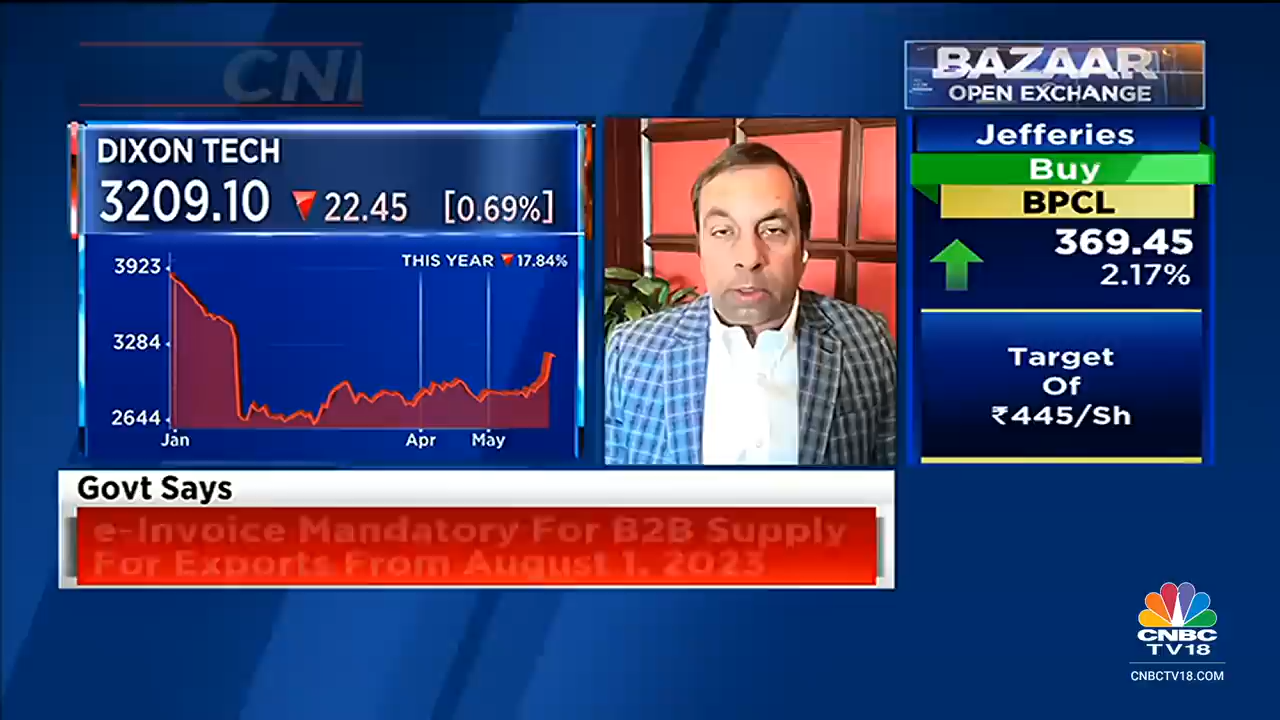 CN
BAZAAR
OPEN EXCHANGE
DIXON TECH
3209.10 ▼ 22.45 [0.69%]
THIS YEAR ▼ 17.84%
3923
3284
2644
Jan Apr May
Jefferies
Buy
BPCL
369.45
2.17%
Target
Of
₹445/Sh
Govt Says
e-Invoice Mandatory For B2B Supply
For Exports From August 1, 2023
CNBC
TV18
CNBCTV18.COM